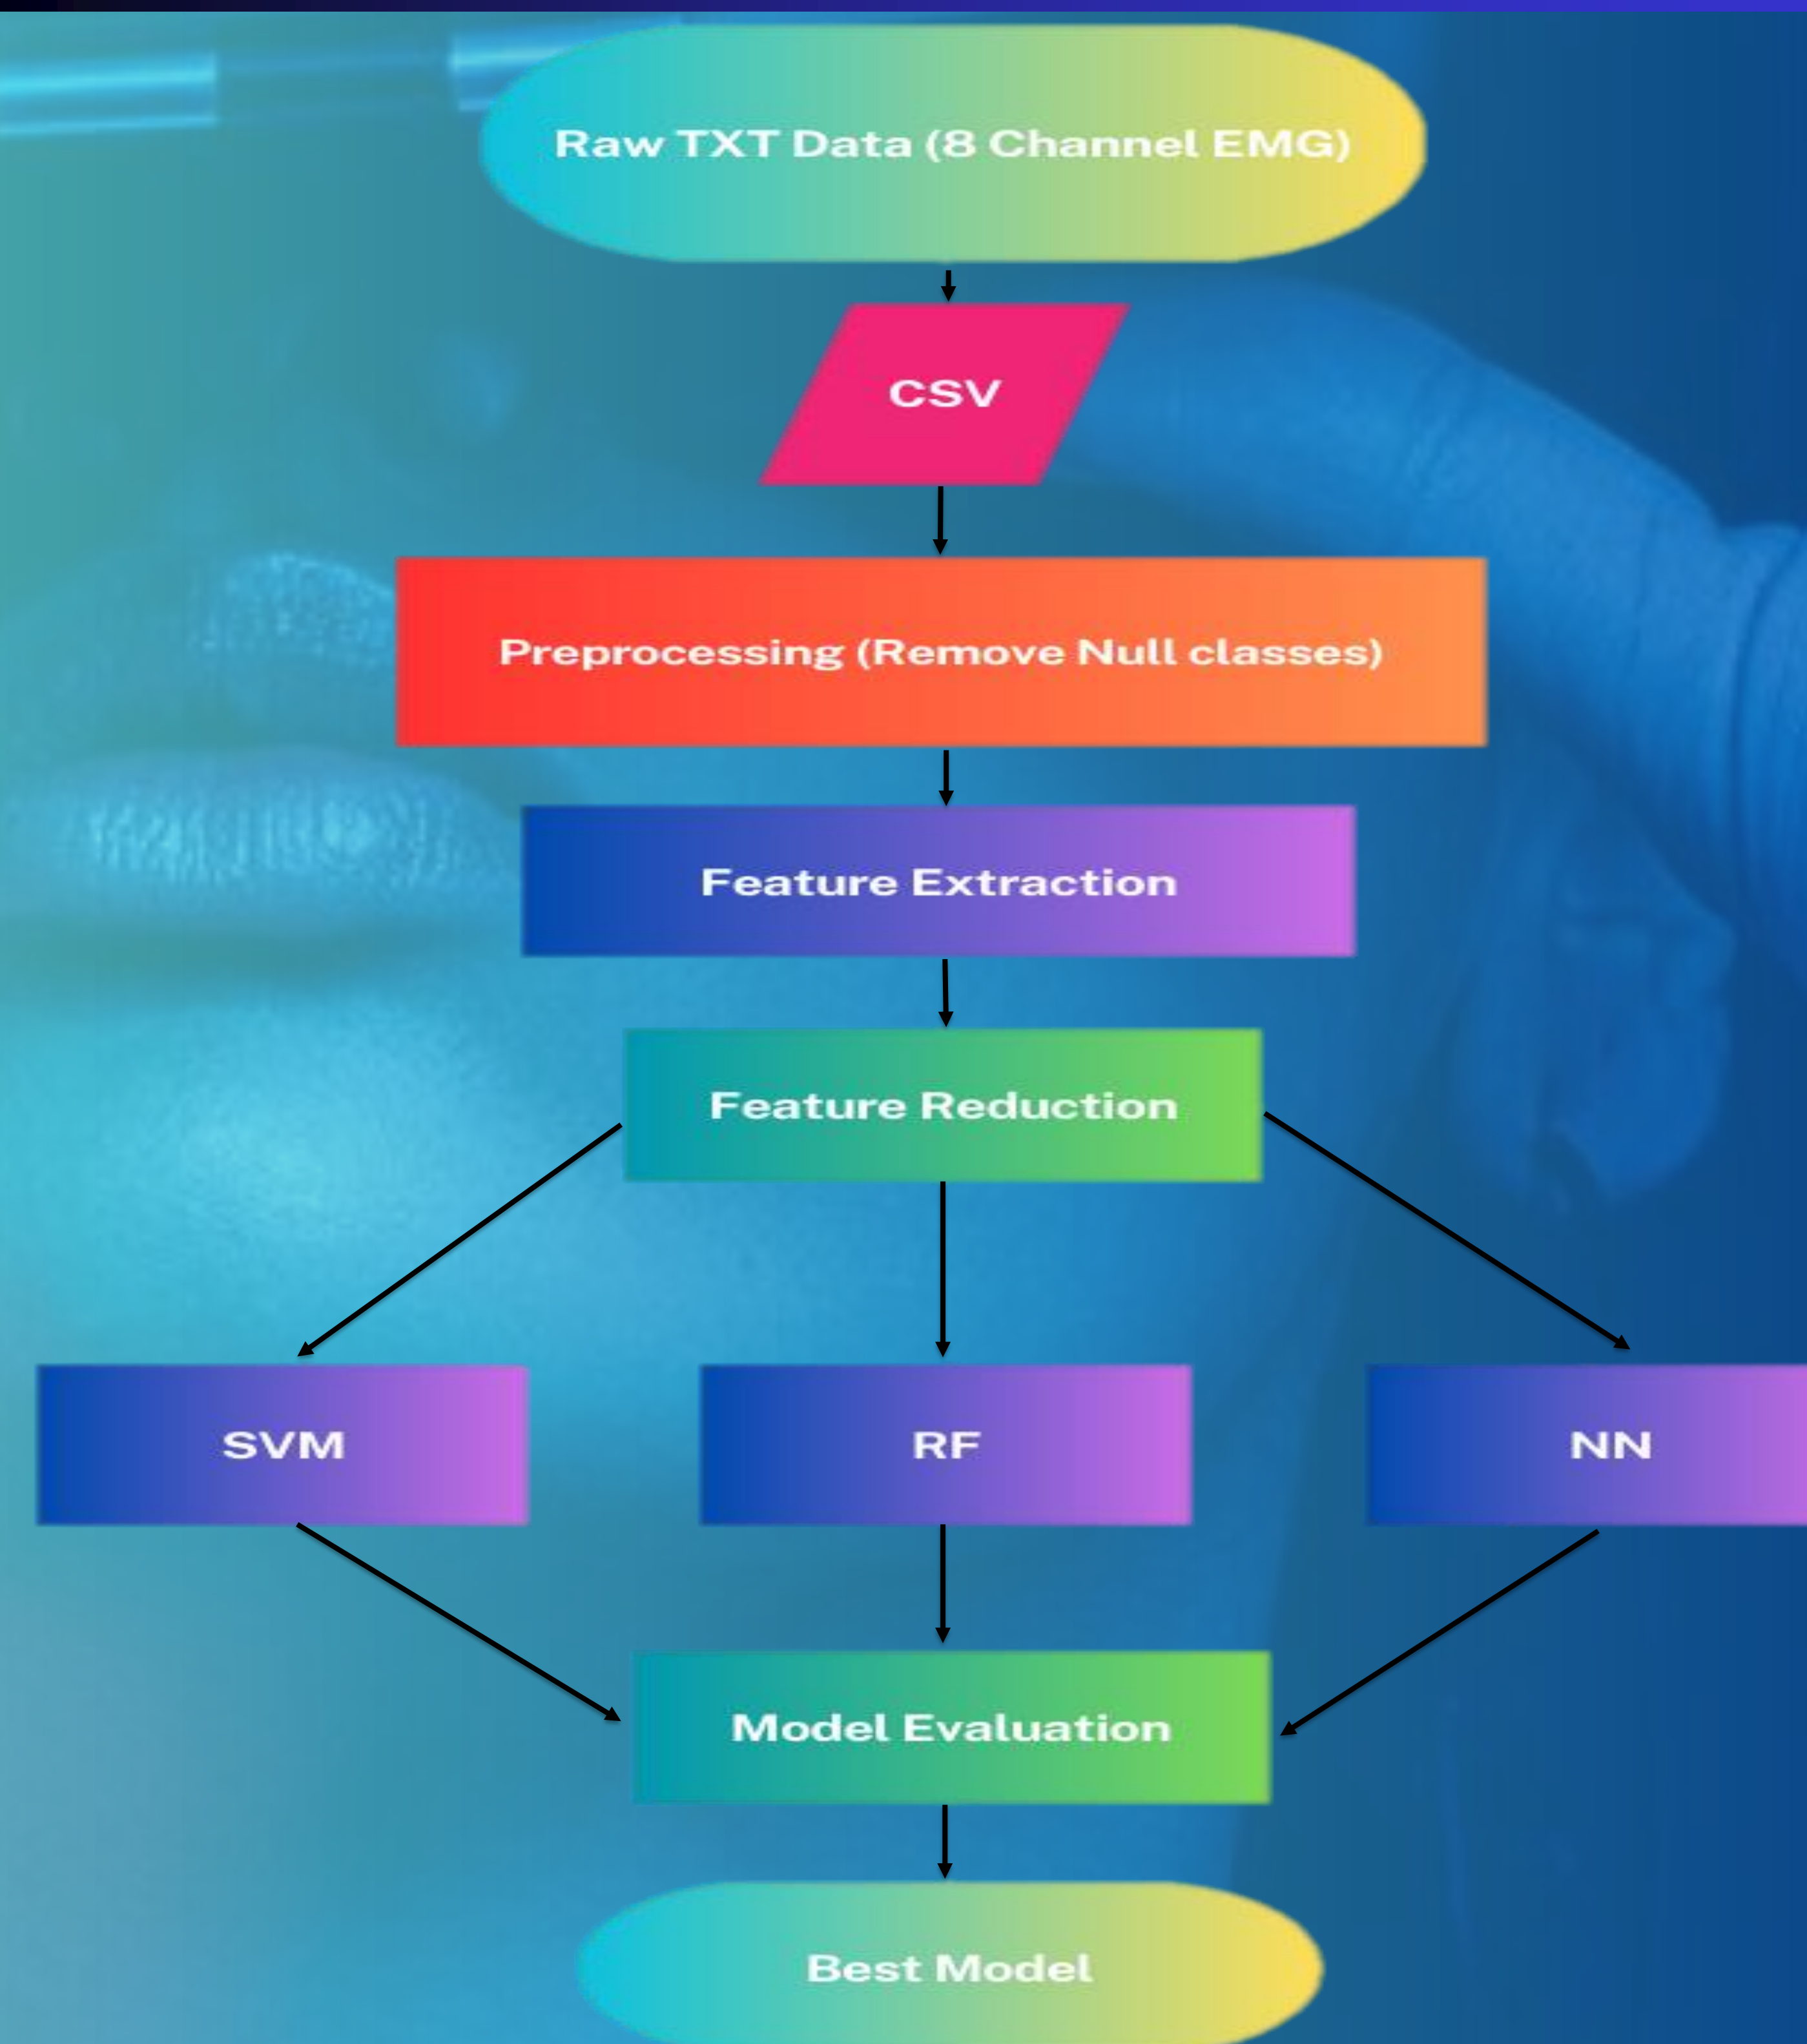 Raw TXT Data (8 Channel EMG)
CSV
Preprocessing (Remove Null classes)
Feature Extraction
Feature Reduction
SVM
RF
NN
Model Evaluation
Best Model